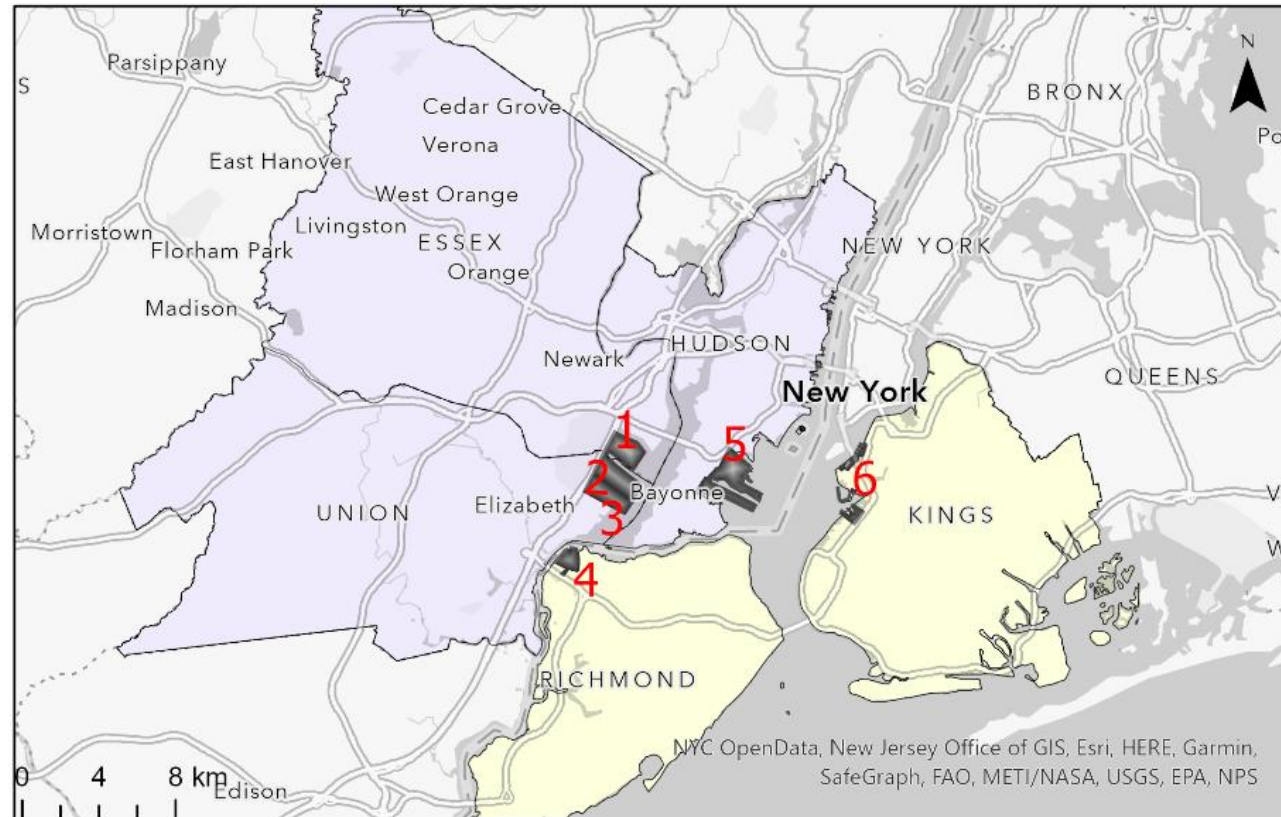 N
Parsippany
S
BRONX
Cedar Grove
Po
Verona
East Hanover
West Orange
Livingston
Morristown
ESSEX
NEW YORK
Florham Park
Orange
Madison
HUDSON
Newark
QUEENS
New York
1
5
2
6
Bayonne
V
Elizabeth
UNION
3
KINGS
W
4
RICHMOND
NYC OpenData, New Jersey Office of GIS, Esri, HERE, Garmin,
SafeGraph, FAO, METI/NASA, USGS, EPA, NPS
0 4 8 km
Edison